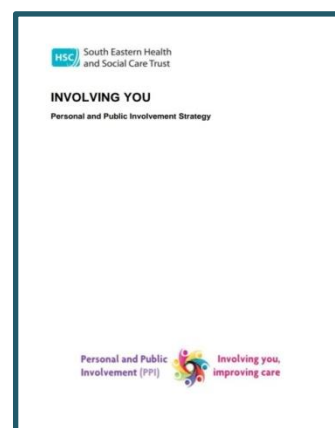 HSC South Eastern Health
and Social Care Trust
INVOLVING YOU
Personal and Public Involvement Strategy
Personal and Public Involving you,
Involvement (PPI) improving care